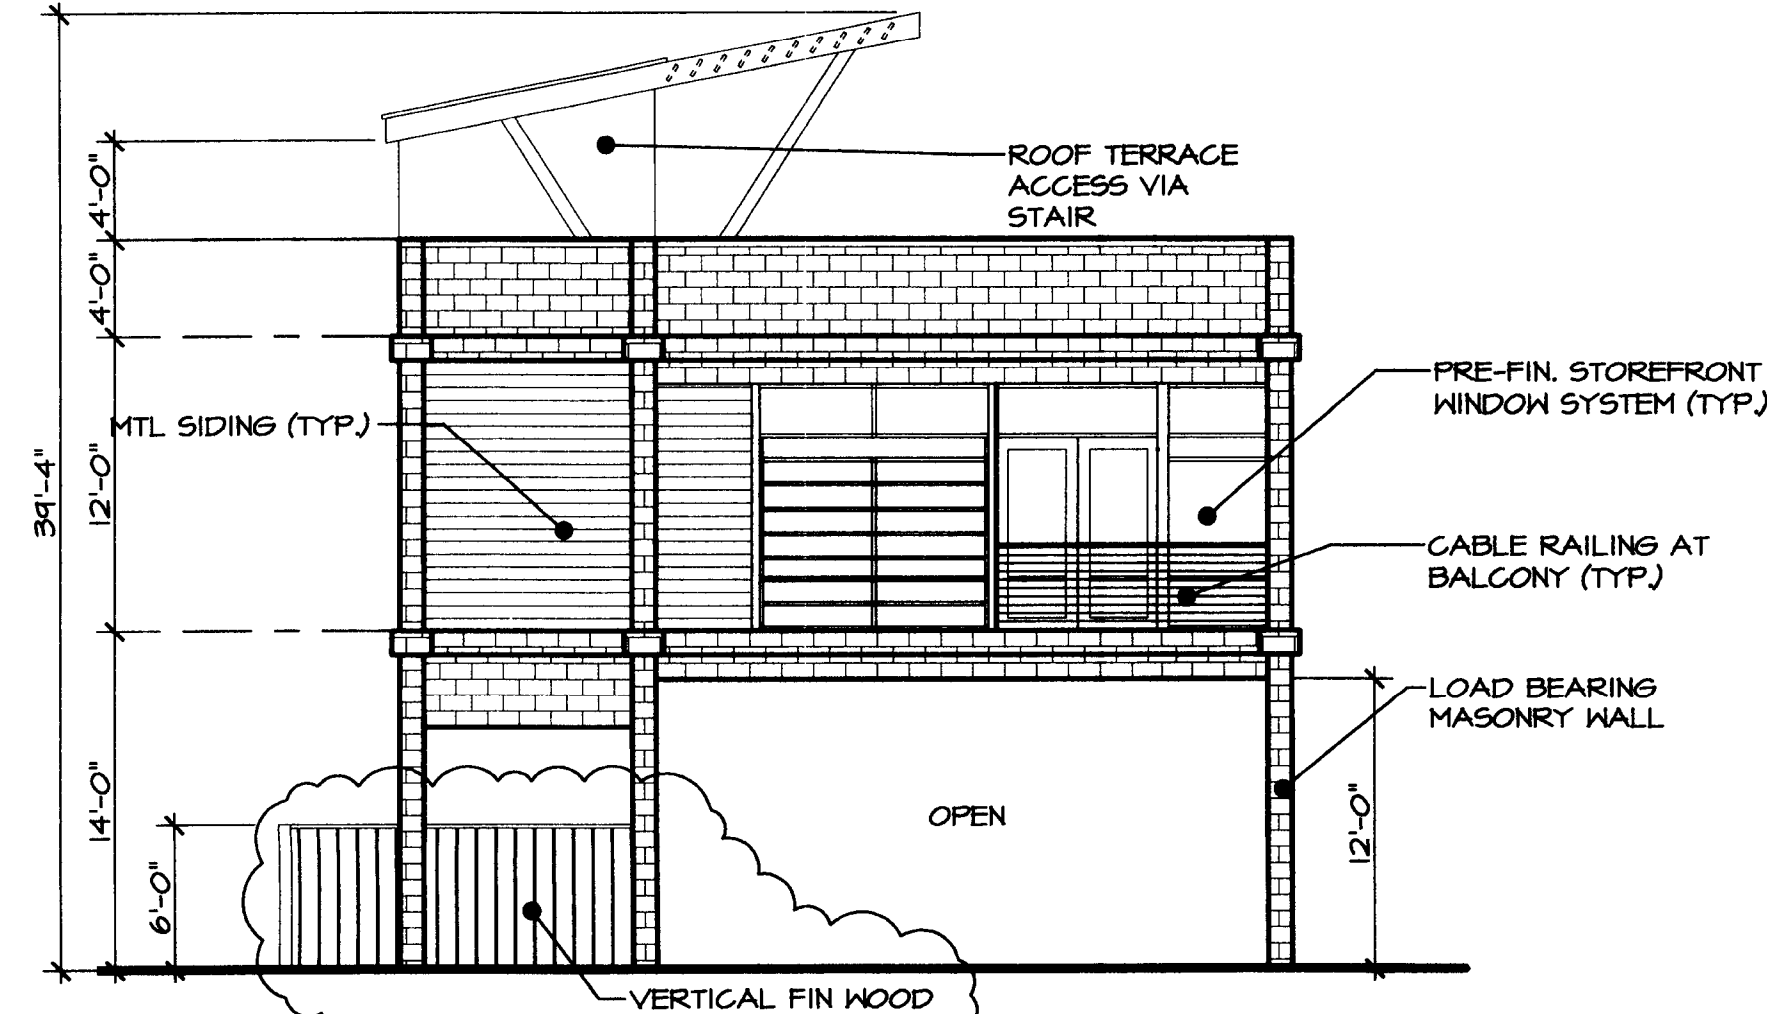 ROOF TERRACE
ACCESS VIA
STAIR
4'-0"
4'-0"
PRE-FIN. STOREFRONT
WINDOW SYSTEM (TYP.)
MTL SIDING (TYP.)
12'-0"
39'-4"
CABLE RAILING AT
BALCONY (TYP.)
LOAD BEARING
MASONRY WALL
14'-0"
OPEN
12'-0"
6'-0"
VERTICAL FIN WOOD